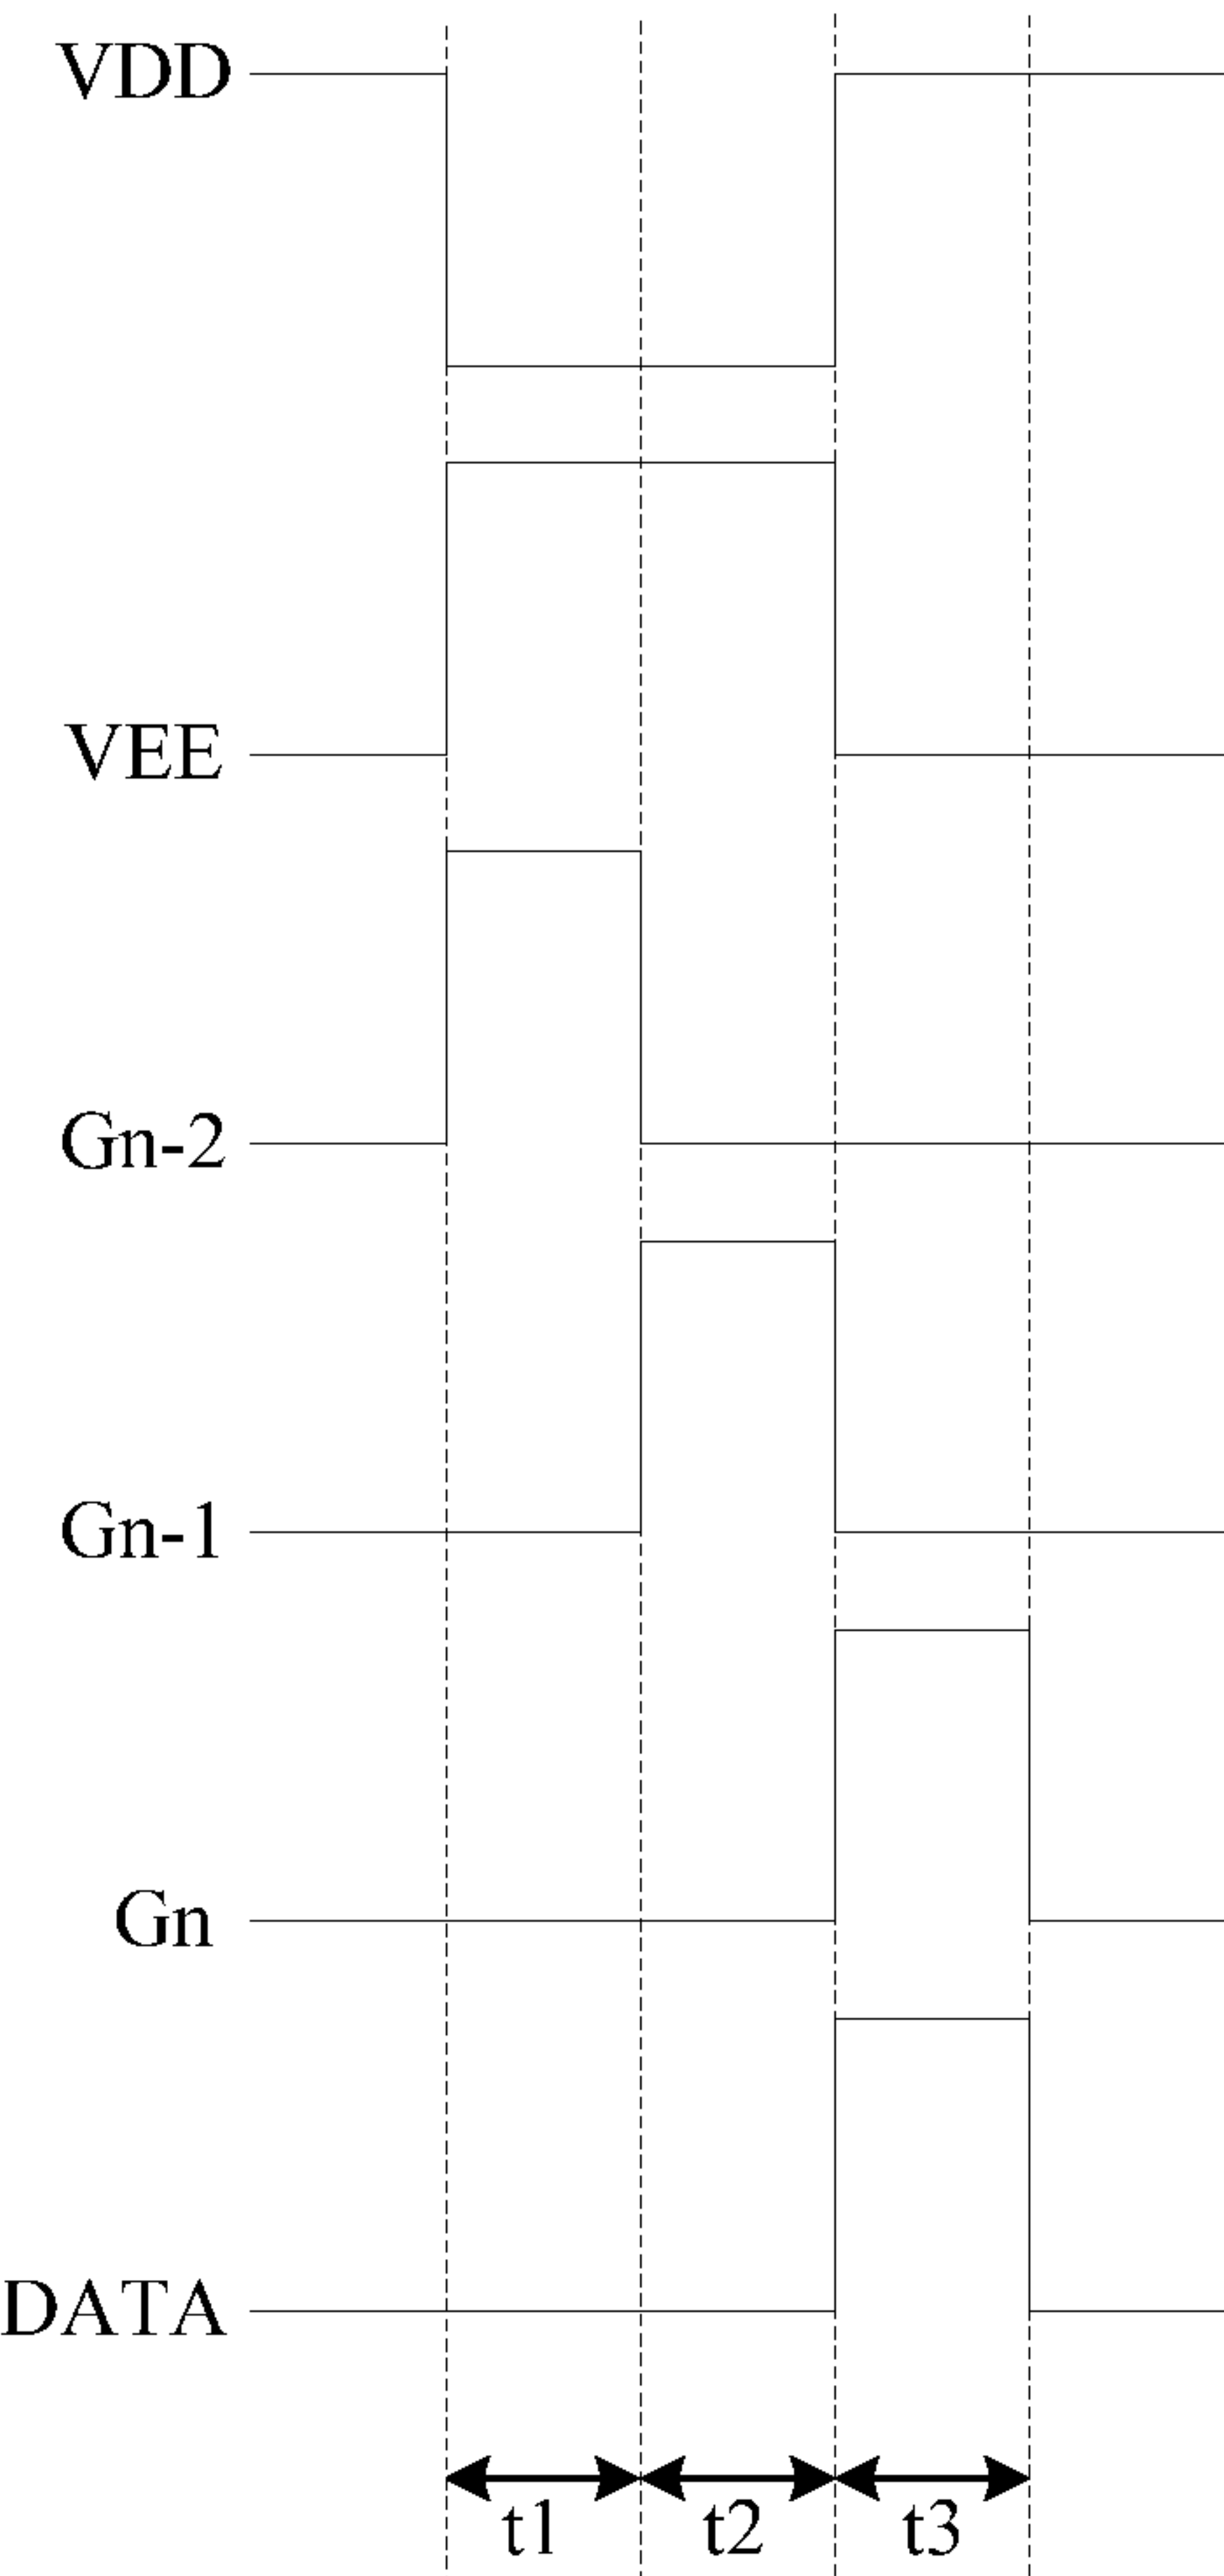 VDD
VEE
Gn-2
Gn-1
Gn
DATA
t1 t2 t3